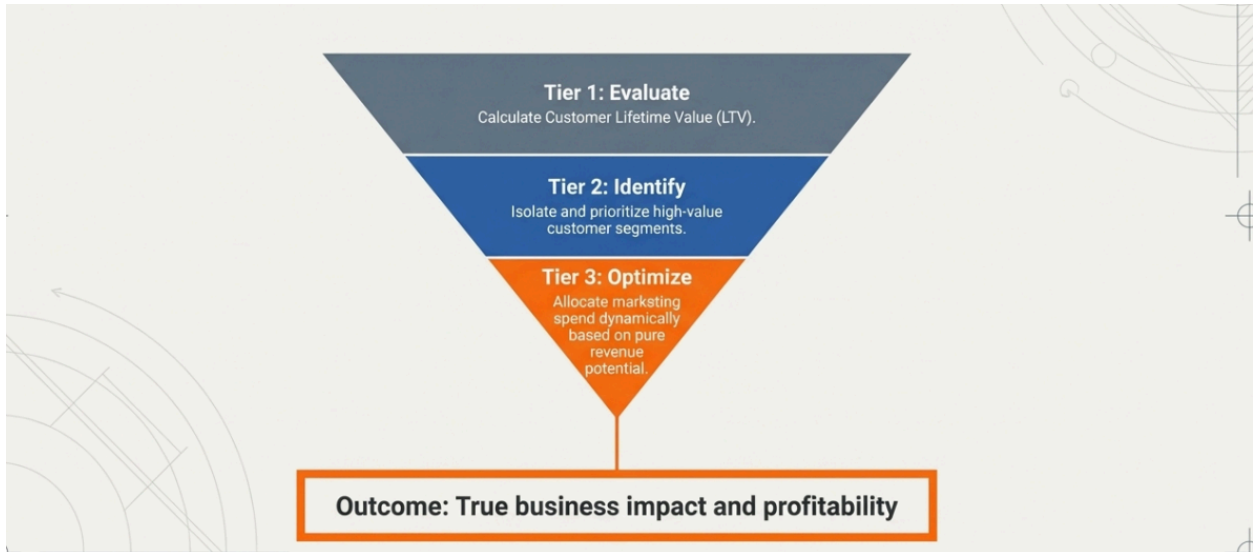 Tier 1: Evaluate
Calculate Customer Lifetime Value (LTV).
Tier 2: Identify
Isolate and prioritize high-value
customer segments.
Tier 3: Optimize
Allocate marketing
spend dynamically
based on pure
revenue
potential.
Outcome: True business impact and profitability